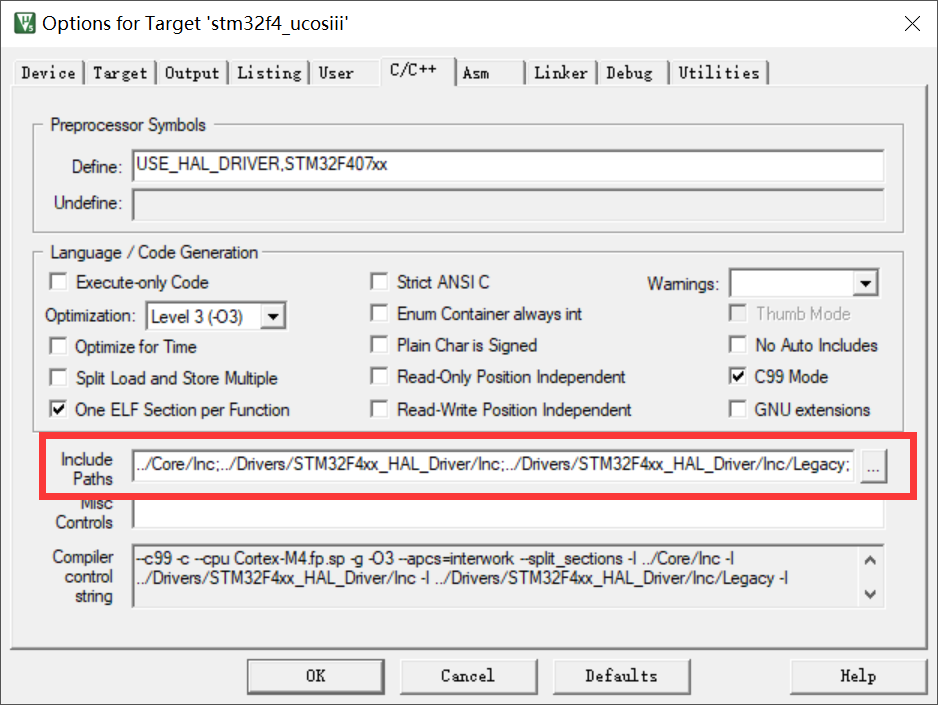 Options for Target 'stm32f4_ucosiii'
Device Target Output Listing User C/C++ Asm Linker Debug Utilities
Preprocessor Symbols
Define: USE_HAL_DRIVER,STM32F407xx
Undefine:
Language / Code Generation
Execute-only Code Strict ANSI C Warnings:
Optimization: Level 3 (-O3) Enum Container always int Thumb Mode
Optimize for Time Plain Char is Signed No Auto Includes
Split Load and Store Multiple Read-Only Position Independent C99 Mode
One ELF Section per Function Read-Write Position Independent GNU extensions
Include
Paths
../Core/Inc;../Drivers/STM32F4xx_HAL_Driver/Inc;../Drivers/STM32F4xx_HAL_Driver/Inc/Legacy; ...
Misc
Controls
Compiler
control
string
--c99 -c --cpu Cortex-M4.fp.sp -g -O3 --apcs=interwork --split_sections -I ../Core/Inc -I
../Drivers/STM32F4xx_HAL_Driver/Inc -I ../Drivers/STM32F4xx_HAL_Driver/Inc/Legacy -I
OK Cancel Defaults Help